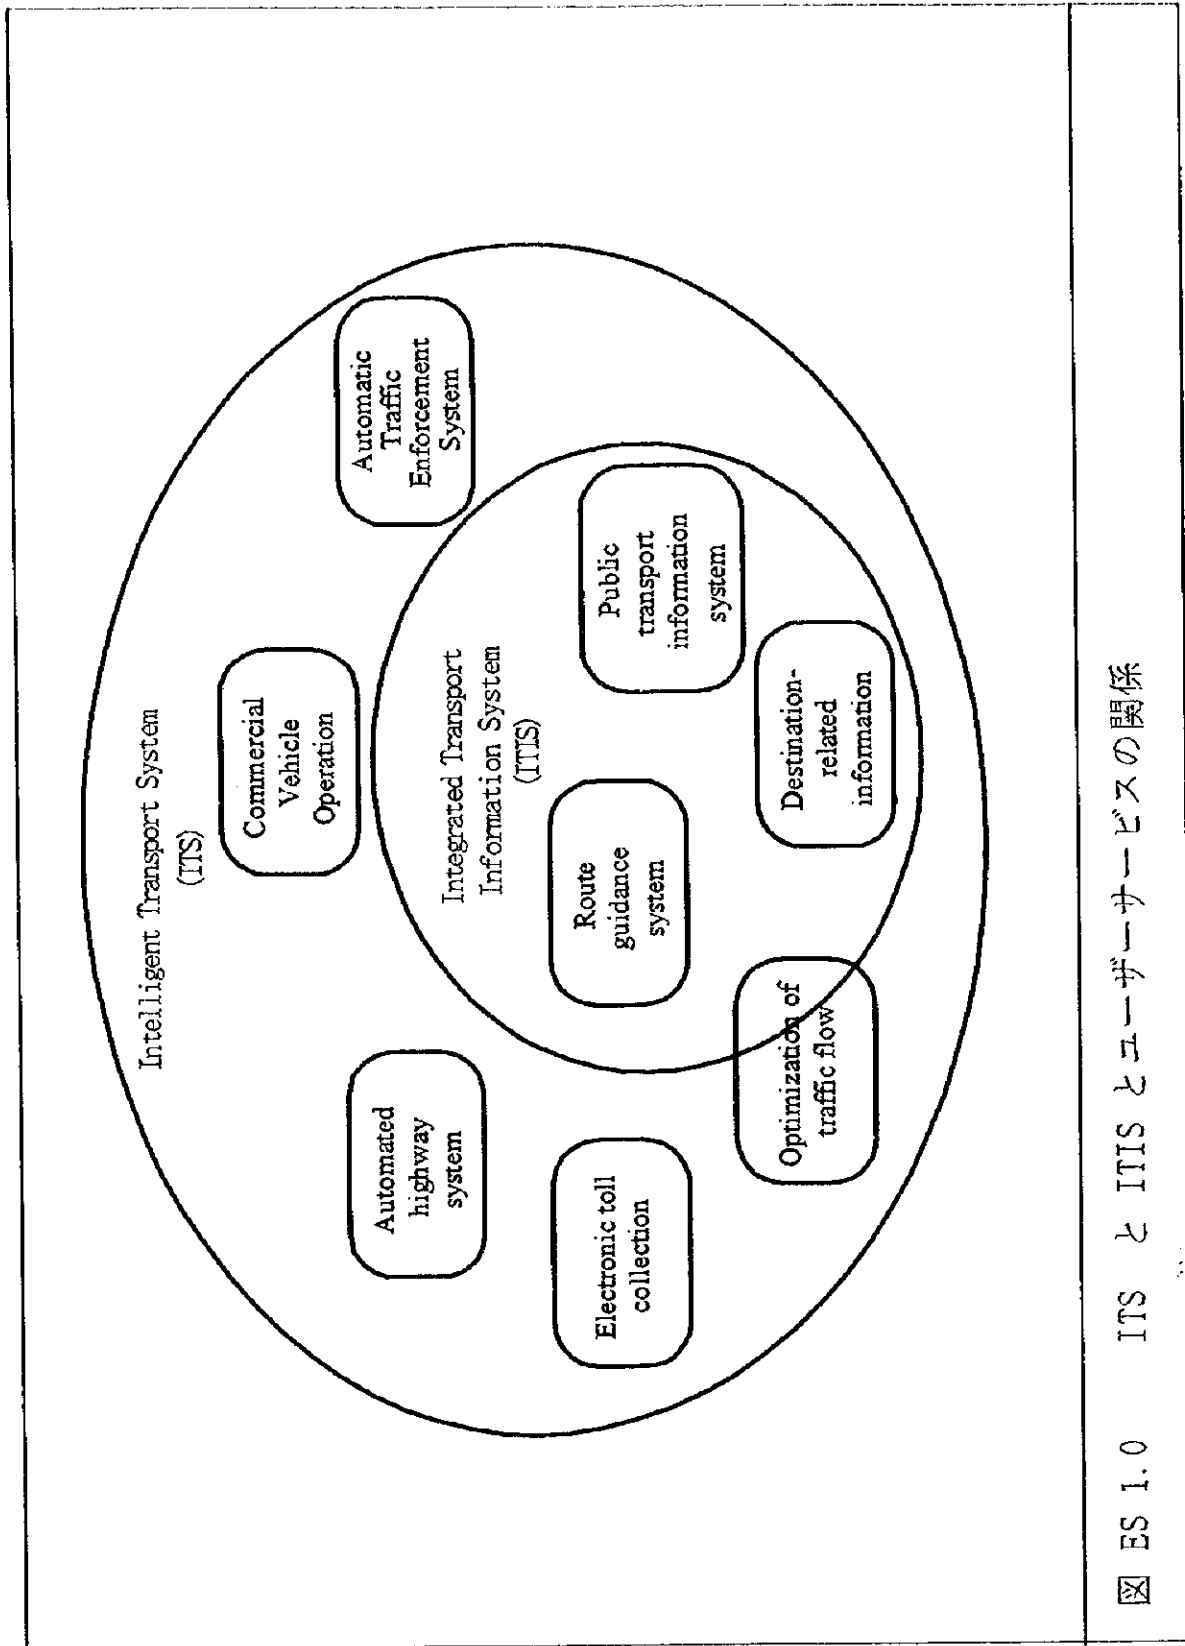 Intelligent Transport System
(ITS)
Commercial
Vehicle
Operation
Automated
highway
system
Automatic
Traffic
Enforcement
System
Integrated Transport
Information System
(ITIS)
Electronic toll
collection
Route
guidance
system
Public
transport
information
system
Optimization of
traffic flow
Destination-
related
information
図 ES 1.0 ITS と ITIS とユーザーサービスの関係